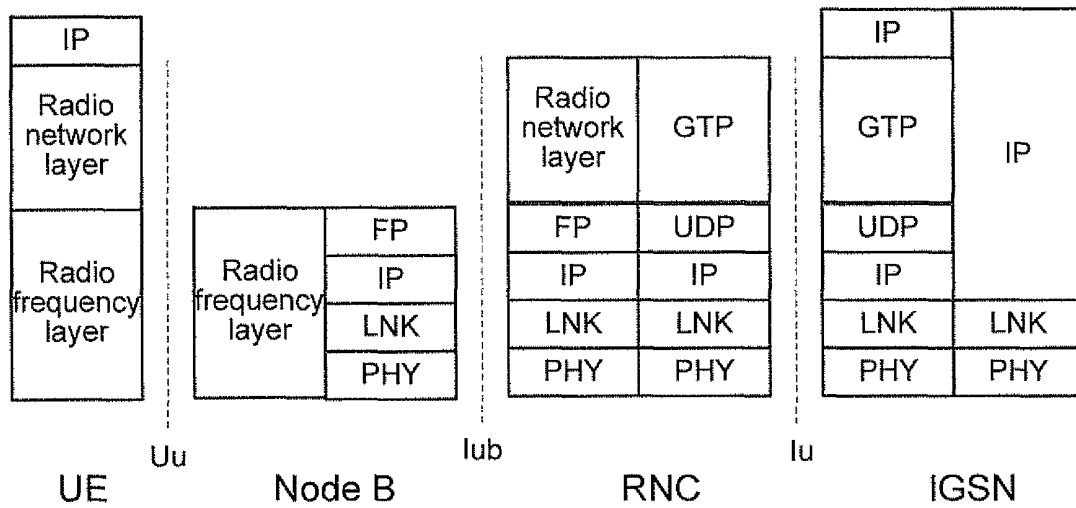 IP
Radio
network
layer
Radio
frequency
layer
Radio
frequency
layer
FP
IP
LNK
PHY
Radio
network
layer
GTP
FP
UDP
IP
IP
LNK
LNK
PHY
PHY
IP
GTP
IP
UDP
IP
LNK
LNK
PHY
PHY
Uu
Iub
Iu
UE
Node B
RNC
IGSN